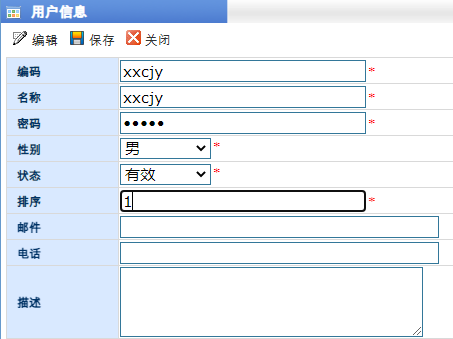 用户信息
编辑 保存 关闭
编码 xxcjy *
名称 xxcjy *
密码 ••••• *
性别 男 *
状态 有效 *
排序 1 *
邮件
电话
描述